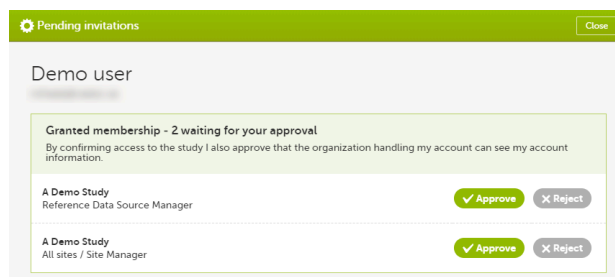 Pending invitations
Close
Demo user
Granted membership - 2 waiting for your approval
By confirming access to the study I also approve that the organization handling my account can see my account
information.
A Demo Study
Reference Data Source Manager
Approve
Reject
A Demo Study
All sites / Site Manager
Approve
Reject